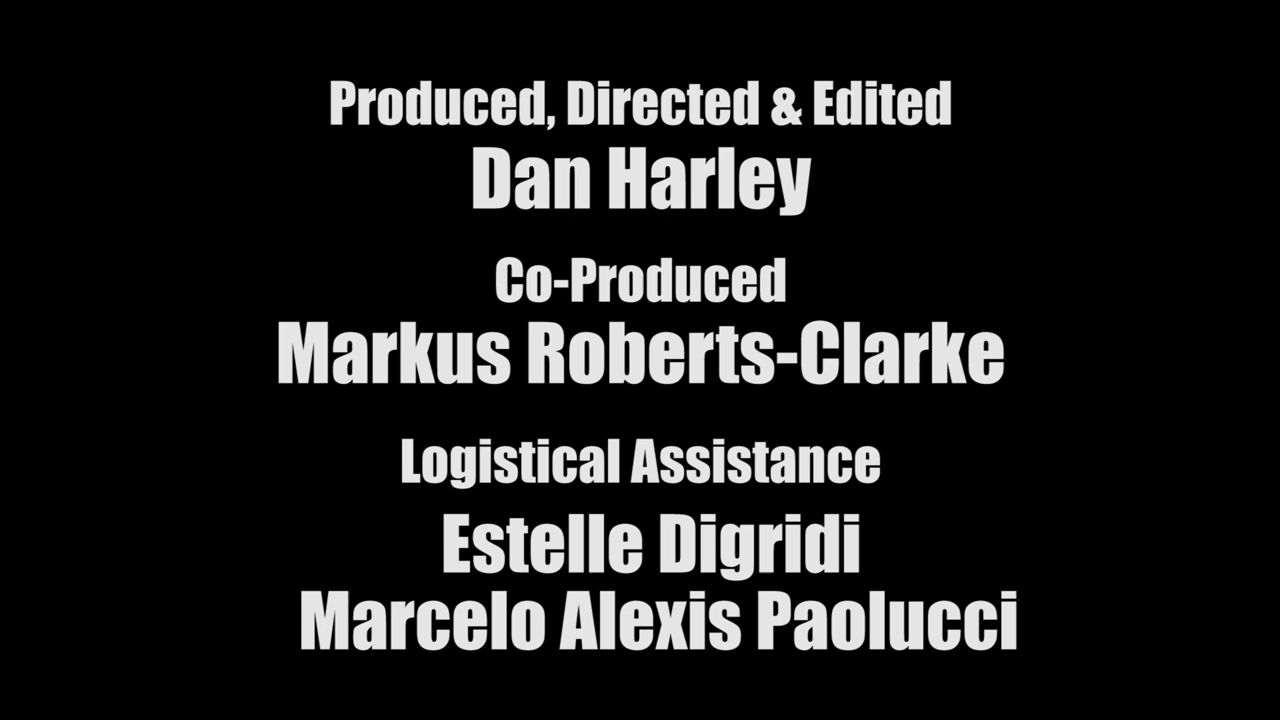 Produced, Directed & Edited
Dan Harley
Co-Produced
Markus Roberts-Clarke
Logistical Assistance
Estelle Digridi
Marcelo Alexis Paolucci